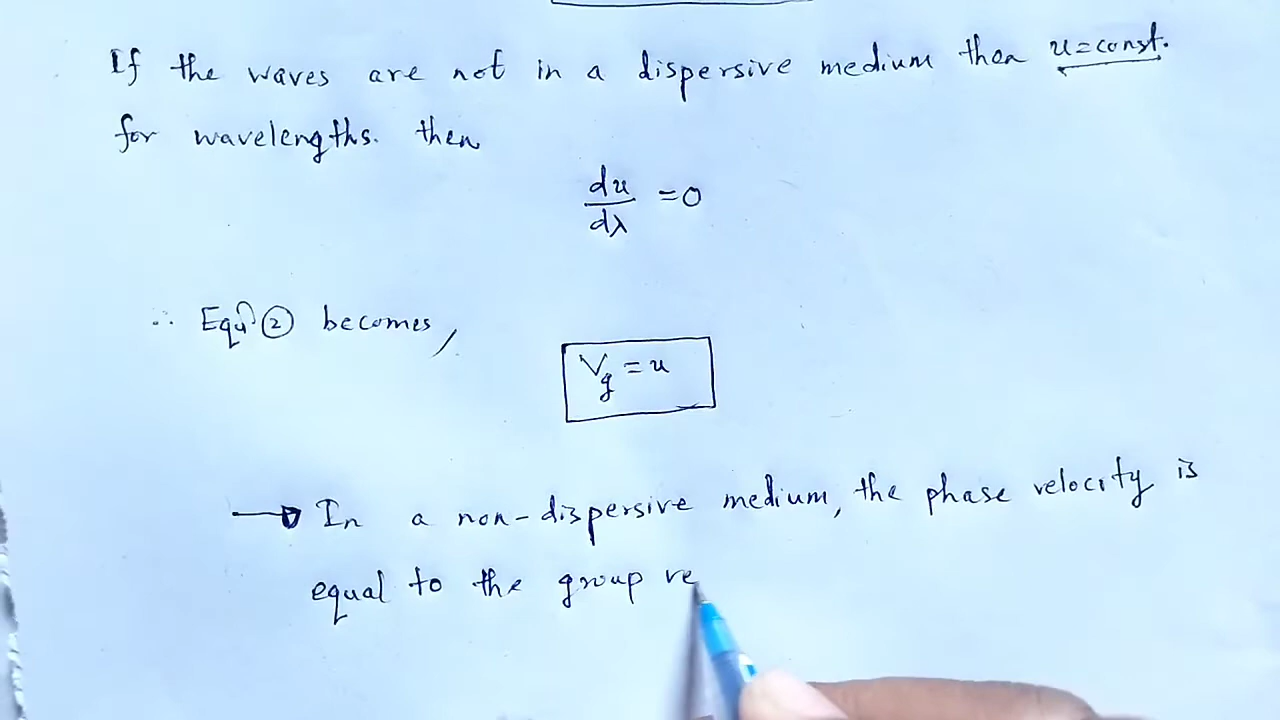 If the waves are not in a dispersive medium then u=const.
for wavelengths. then
du/dλ =0
∴ Equn ② becomes,
Vg = u
→ In a non-dispersive medium, the phase velocity is
equal to the group ve